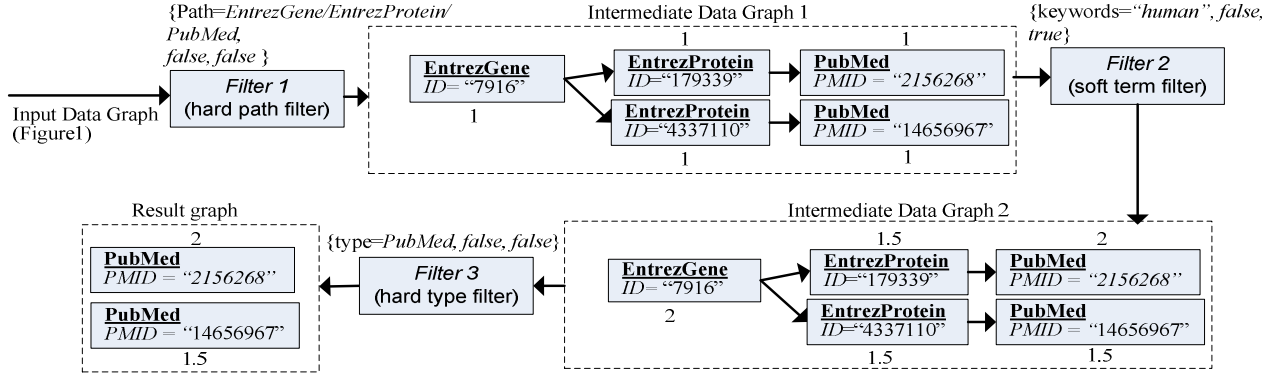 {Path=EntrezGene/EntrezProtein/
PubMed,
false, false }
Filter 1
(hard path filter)
Input Data Graph
(Figure1)
Intermediate Data Graph 1
EntrezGene
ID= “7916”
1
1
EntrezProtein
ID=“179339”
EntrezProtein
ID=“4337110”
1
1
PubMed
PMID = “2156268”
PubMed
PMID = “14656967”
1
{keywords=“human”, false,
true}
Filter 2
(soft term filter)
Intermediate Data Graph 2
EntrezGene
ID= “7916”
2
1.5
EntrezProtein
ID=“179339”
EntrezProtein
ID=“4337110”
1.5
2
PubMed
PMID = “2156268”
PubMed
PMID = “14656967”
1.5
{type=PubMed, false, false}
Filter 3
(hard type filter)
Result graph
2
PubMed
PMID = “2156268”
PubMed
PMID = “14656967”
1.5